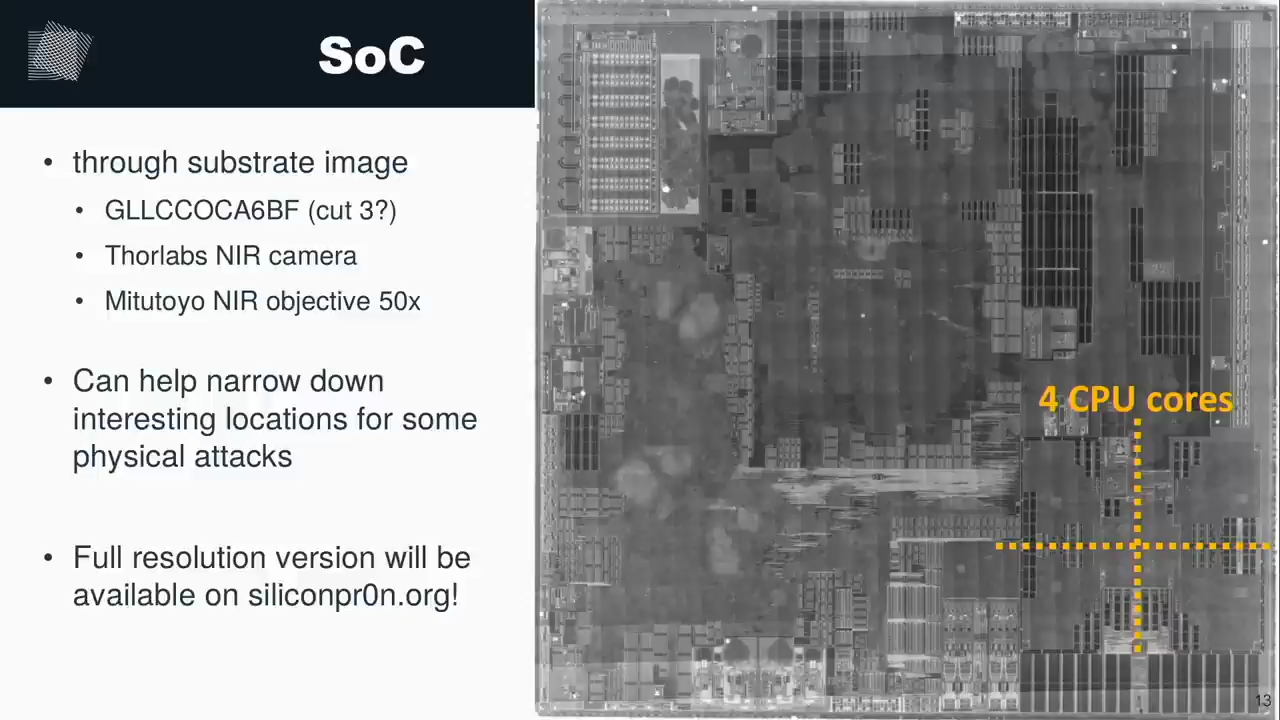 SoC
• through substrate image
• GLLCCOCA6BF (cut 3?)
• Thorlabs NIR camera
• Mitutoyo NIR objective 50x
• Can help narrow down
interesting locations for some
physical attacks
• Full resolution version will be
available on siliconpr0n.org!
4 CPU cores
13